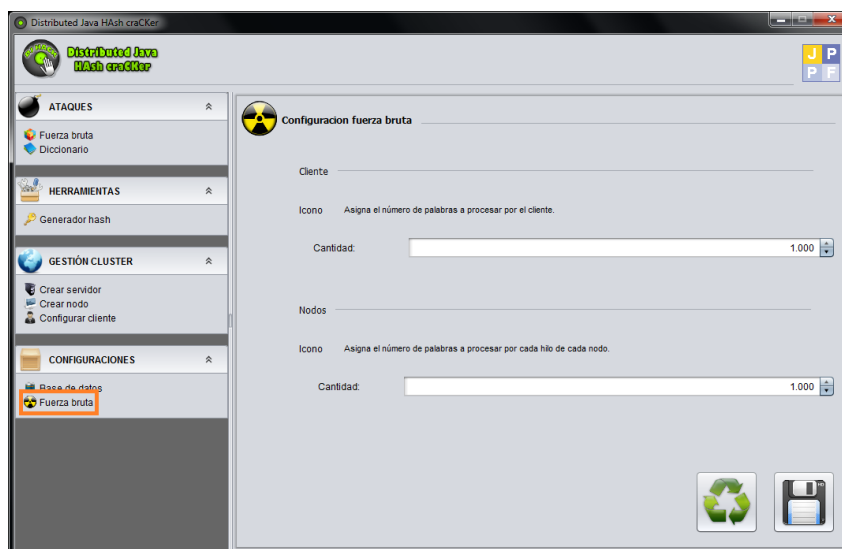 Distributed Java HAsh craCKer
Distributed Java
HAsh craCKer
J P
P F
ATAQUES
Fuerza bruta
Diccionario
HERRAMIENTAS
Generador hash
GESTIÓN CLUSTER
Crear servidor
Crear nodo
Configurar cliente
CONFIGURACIONES
Base de datos
Fuerza bruta
Configuracion fuerza bruta
Cliente
Icono Asigna el número de palabras a procesar por el cliente.
Cantidad: 1.000
Nodos
Icono Asigna el número de palabras a procesar por cada hilo de cada nodo.
Cantidad: 1.000